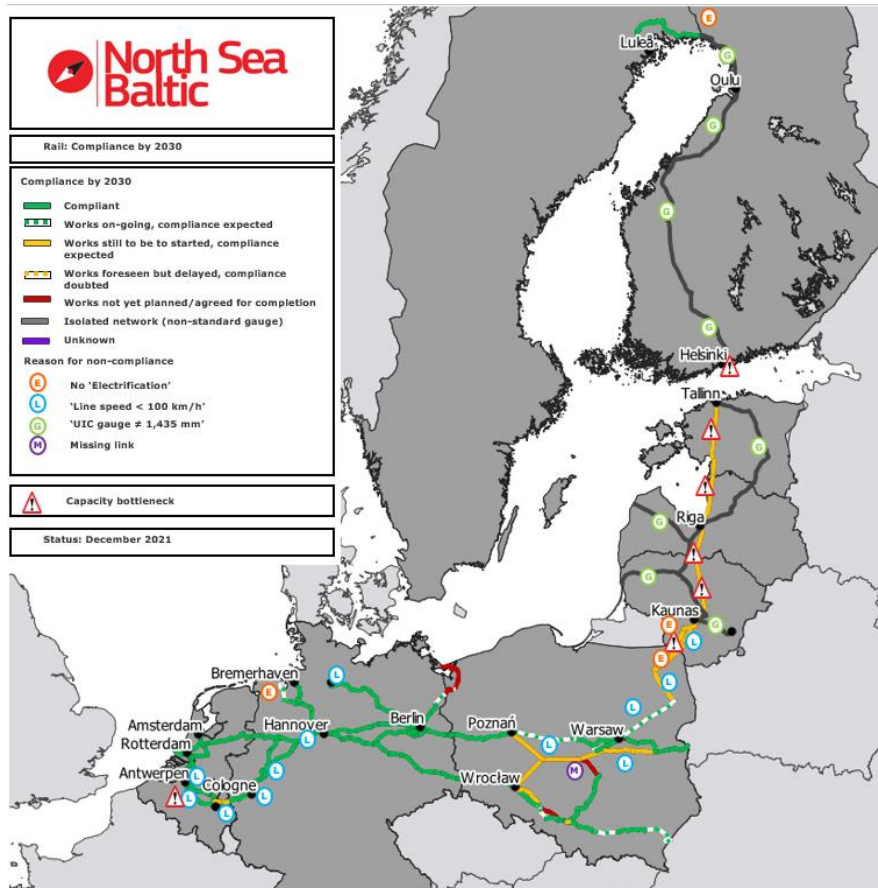 North Sea
Baltic
Rail: Compliance by 2030
Compliance by 2030
Compliant
Works on-going, compliance expected
Works still to be to started, compliance
expected
Works foreseen but delayed, compliance
doubted
Works not yet planned/agreed for completion
Isolated network (non-standard gauge)
Unknown
Reason for non-compliance
E No 'Electrification'
L 'Line speed < 100 km/h'
G 'UIC gauge ≠ 1,435 mm'
M Missing link
! Capacity bottleneck
Status: December 2021
E
Luleå
G
Oulu
G
G
G
Helsinki
!
Tallinn
!
G
!
G
Riga
!
G
!
Kaunas
E
G
!
L
E
L
L
Bremerhaven
L
E
Amsterdam
Hannover
Berlin
Poznań
Warsaw
Rotterdam
L
L
L
Antwerpen
L
Cologne
L
M
Wrocław
!
L
L
L